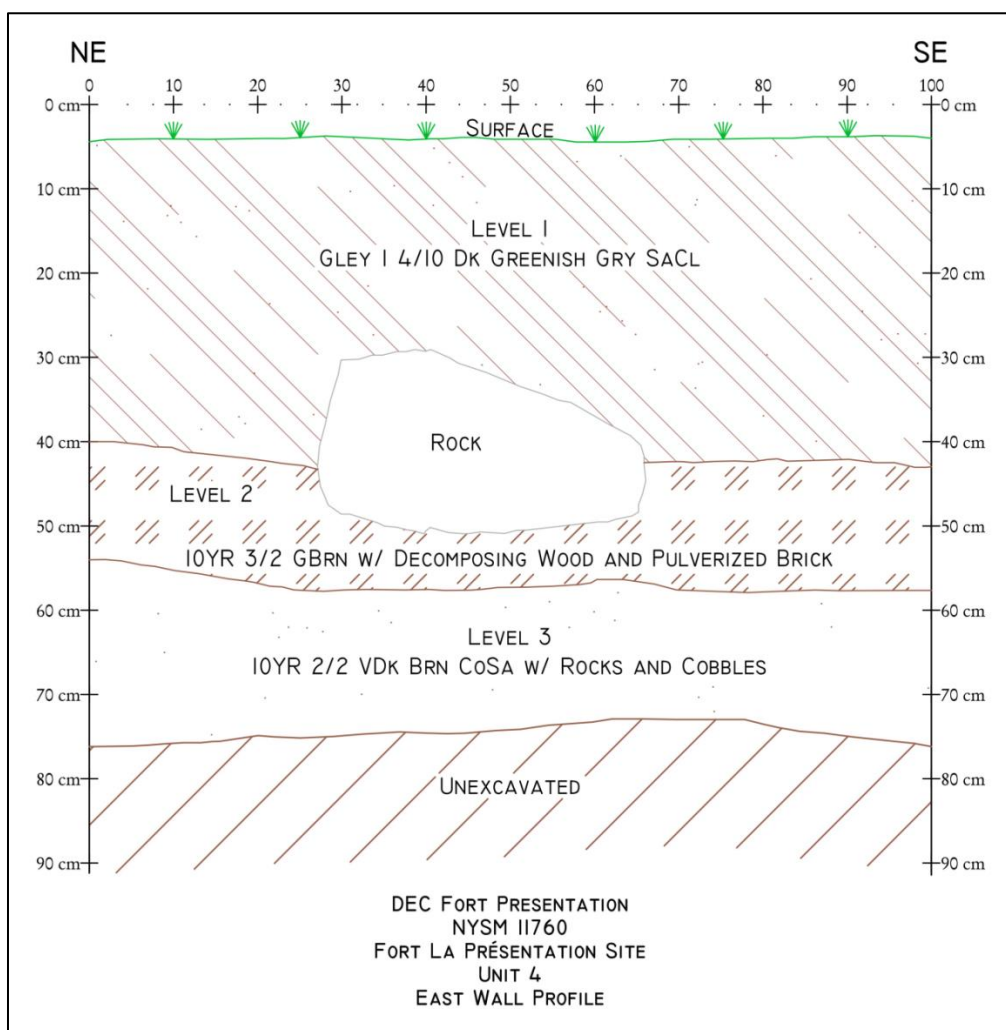 NE SE
0 10 20 30 40 50 60 70 80 90 100
0 cm 0 cm
SURFACE
10 cm 10 cm
LEVEL 1
GLEY 1 4/10 DK GREENISH GRY SACL
20 cm 20 cm
30 cm 30 cm
40 cm ROCK 40 cm
LEVEL 2
50 cm 50 cm
10YR 3/2 GBRN W/ DECOMPOSING WOOD AND PULVERIZED BRICK
60 cm 60 cm
LEVEL 3
10YR 2/2 VDK BRN COSA W/ ROCKS AND COBBLES
70 cm 70 cm
80 cm UNEXCAVATED 80 cm
90 cm 90 cm
DEC FORT PRESENTATION
NYSM 11760
FORT LA PRÉSENTATION SITE
UNIT 4
EAST WALL PROFILE